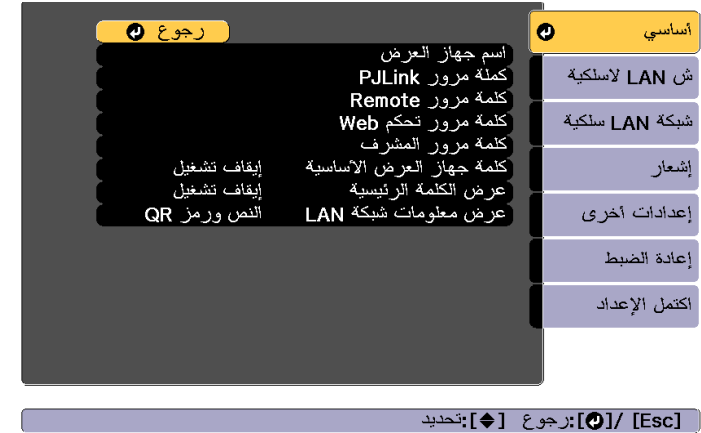 أساسي
ش LAN لاسلكية
شبكة LAN سلكية
إشعار
إعدادات أخرى
إعادة الضبط
اكتمل الإعداد
رجوع
اسم جهاز العرض
كملة مرور PJLink
كلمة مرور Remote
كلمة مرور تحكم Web
كلمة مرور المشرف
كلمة جهاز العرض الأساسية إيقاف تشغيل
عرض الكلمة الرئيسية إيقاف تشغيل
عرض معلومات شبكة LAN النص ورمز QR
[Esc] /[]:رجوع []:تحديد